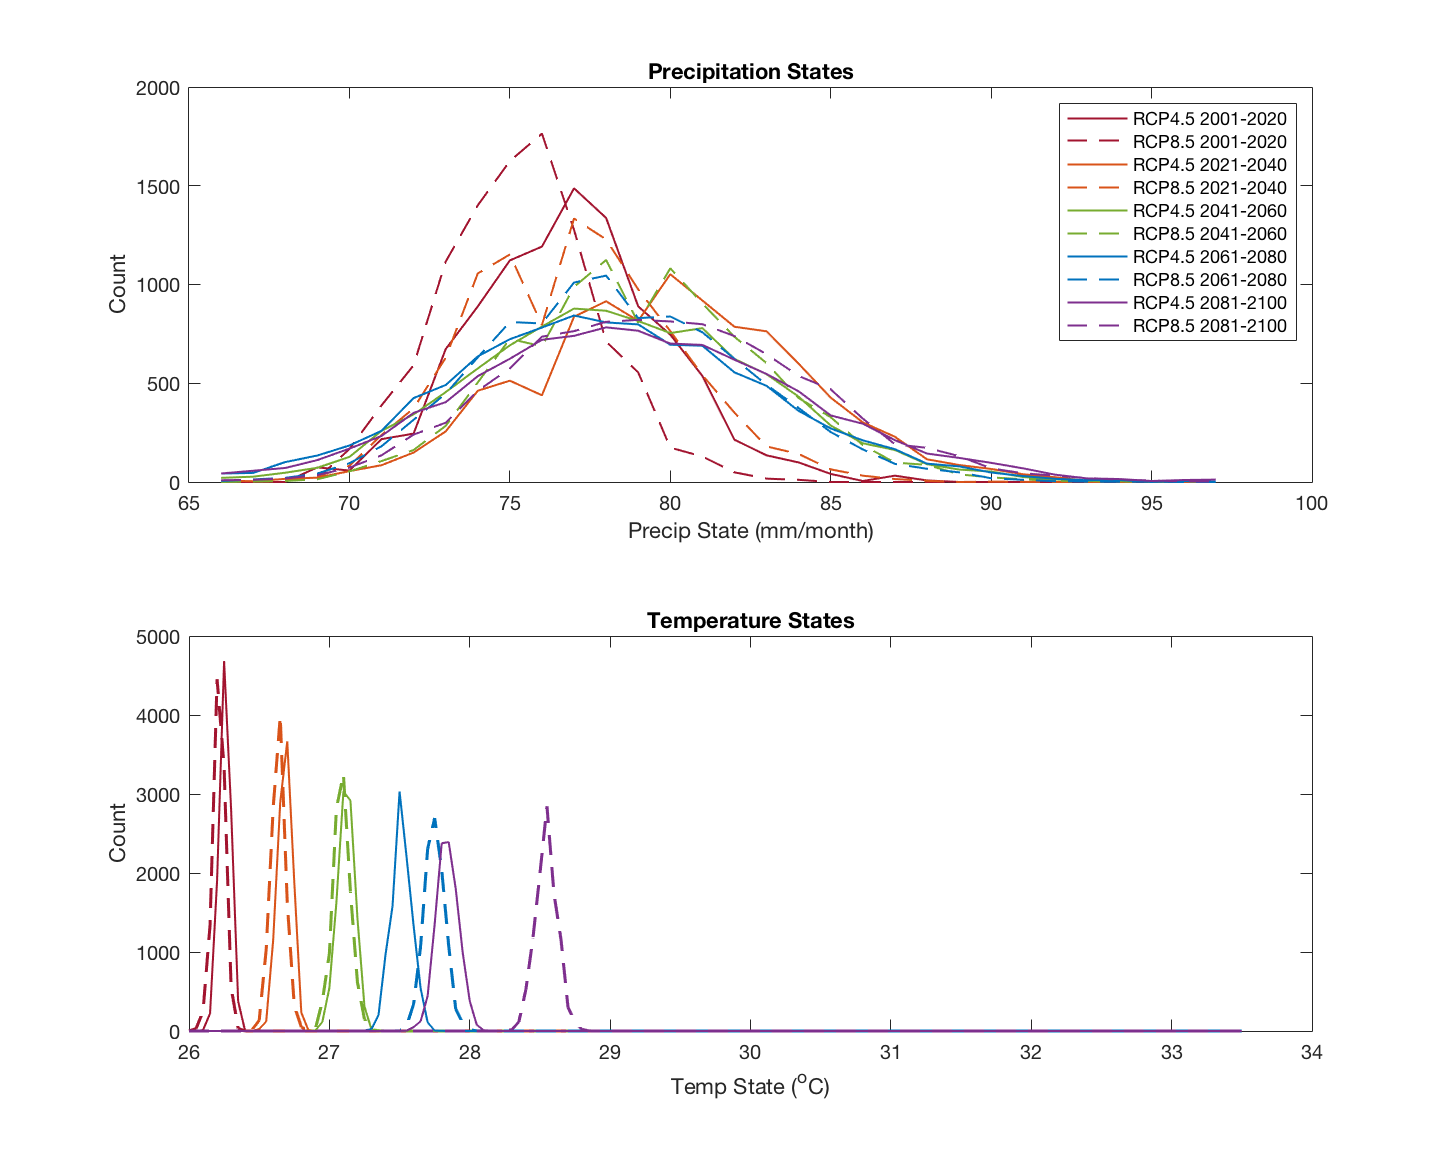 Precipitation States
2000
1500
1000
500
0
Count
RCP4.5 2001-2020
RCP8.5 2001-2020
RCP4.5 2021-2040
RCP8.5 2021-2040
RCP4.5 2041-2060
RCP8.5 2041-2060
RCP4.5 2061-2080
RCP8.5 2061-2080
RCP4.5 2081-2100
RCP8.5 2081-2100
65 70 75 80 85 90 95 100
Precip State (mm/month)
Temperature States
5000
4000
3000
2000
1000
0
Count
26 27 28 29 30 31 32 33 34
Temp State (°C)